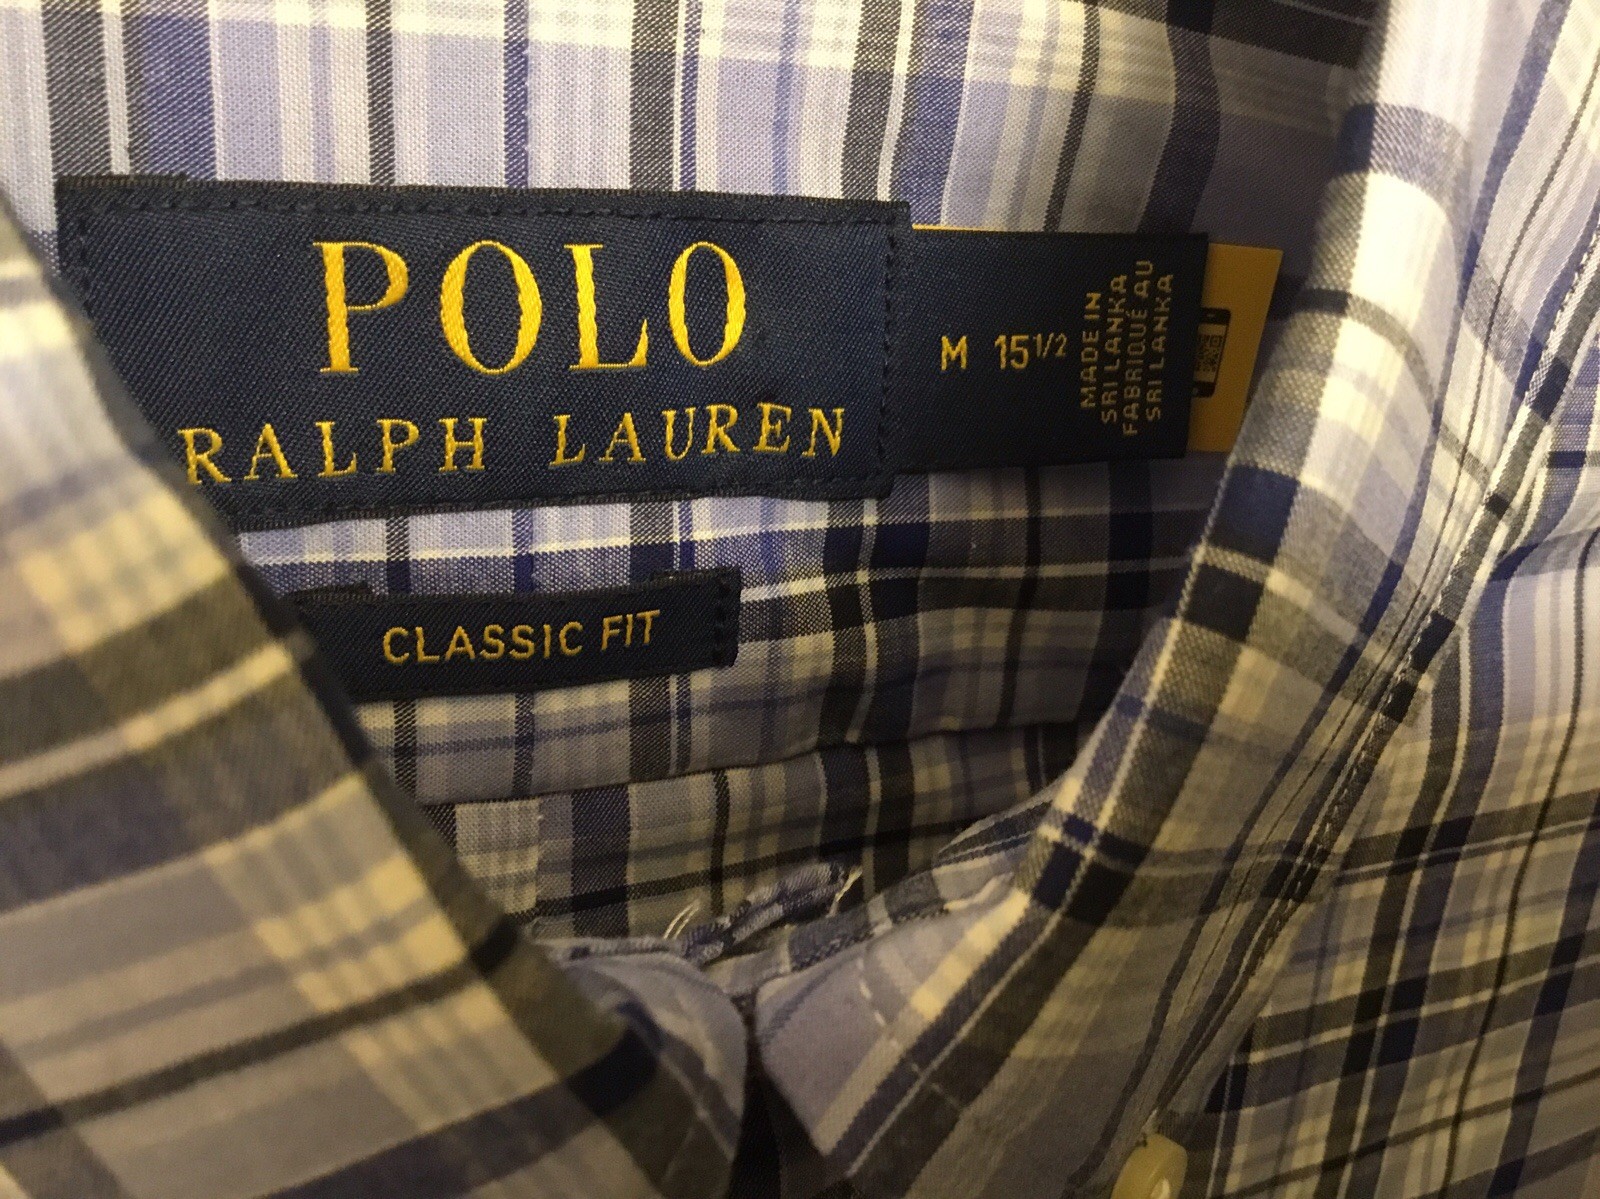 POLO
RALPH LAUREN
M 15 1/2
MADE IN
SRI LANKA
FABRIQUÉ AU
SRI LANKA
CLASSIC FIT